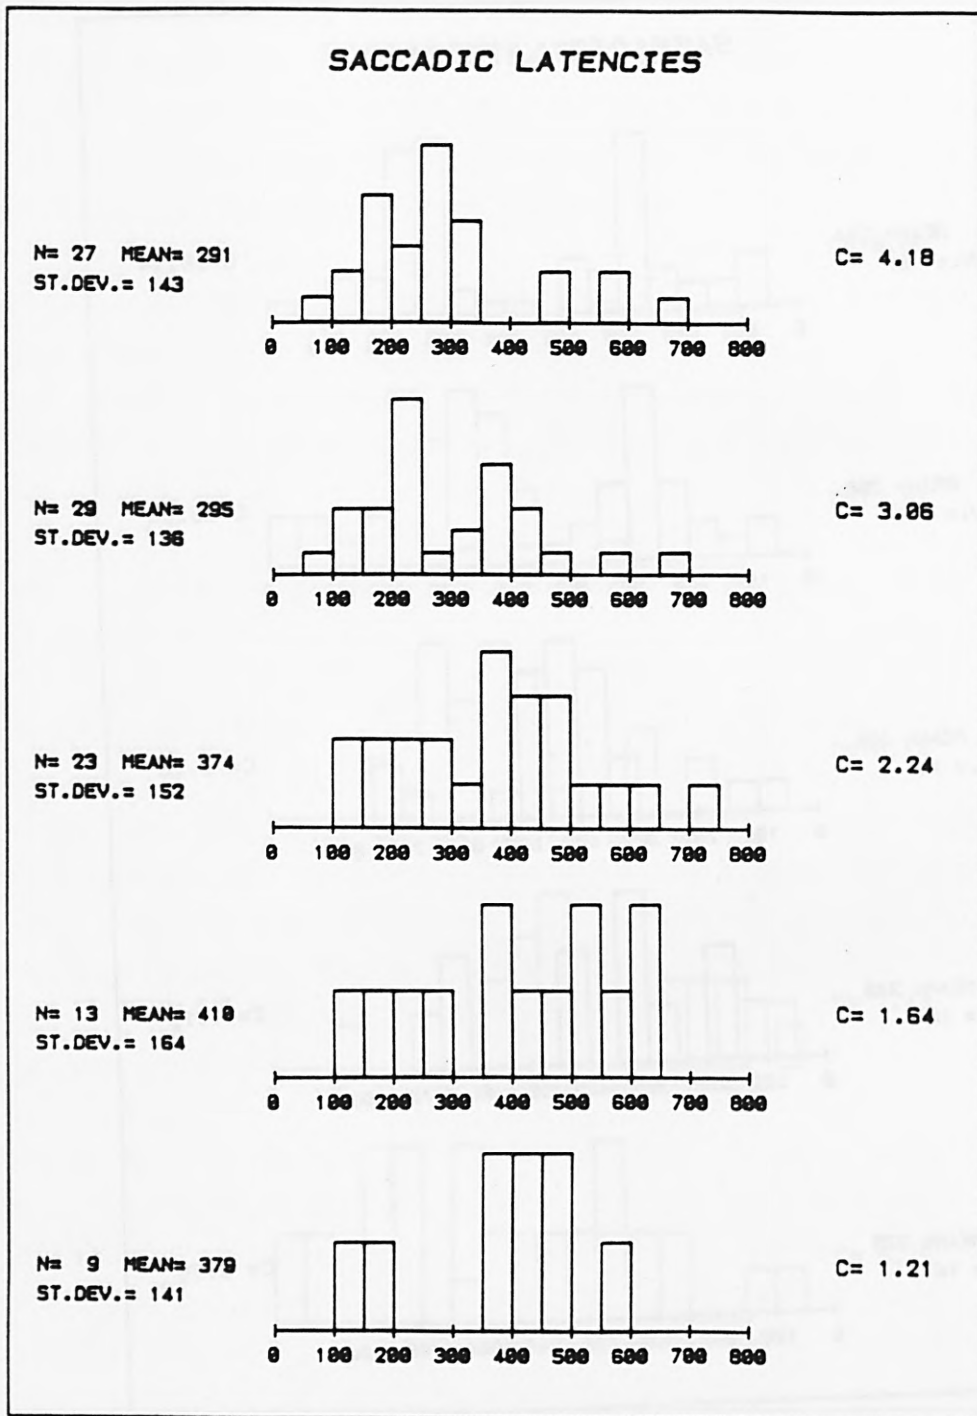 SACCADIC LATENCIES
N= 27 MEAN= 291
ST.DEV.= 143
C= 4.18
0 100 200 300 400 500 600 700 800
N= 29 MEAN= 295
ST.DEV.= 136
C= 3.06
0 100 200 300 400 500 600 700 800
N= 23 MEAN= 374
ST.DEV.= 152
C= 2.24
0 100 200 300 400 500 600 700 800
N= 13 MEAN= 410
ST.DEV.= 164
C= 1.64
0 100 200 300 400 500 600 700 800
N= 9 MEAN= 379
ST.DEV.= 141
C= 1.21
0 100 200 300 400 500 600 700 800